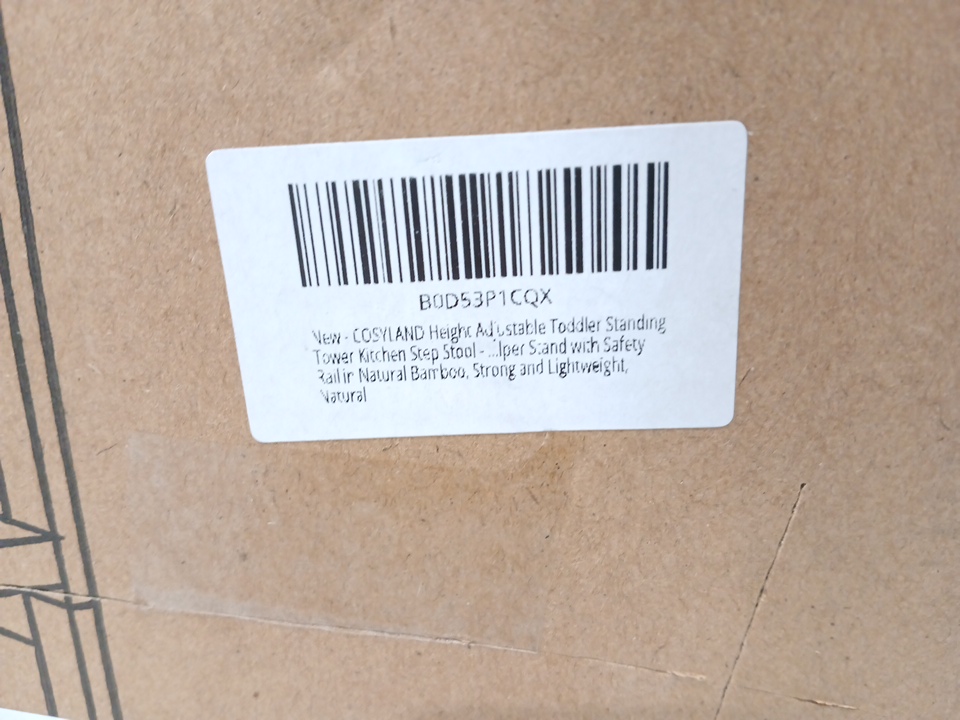 B0D53P1CQX
New - COSYLAND Height Adjustable Toddler Standing
Tower Kitchen Step Stool - ...lper Stand with Safety
Rail in Natural Bamboo, Strong and Lightweight,
Natural